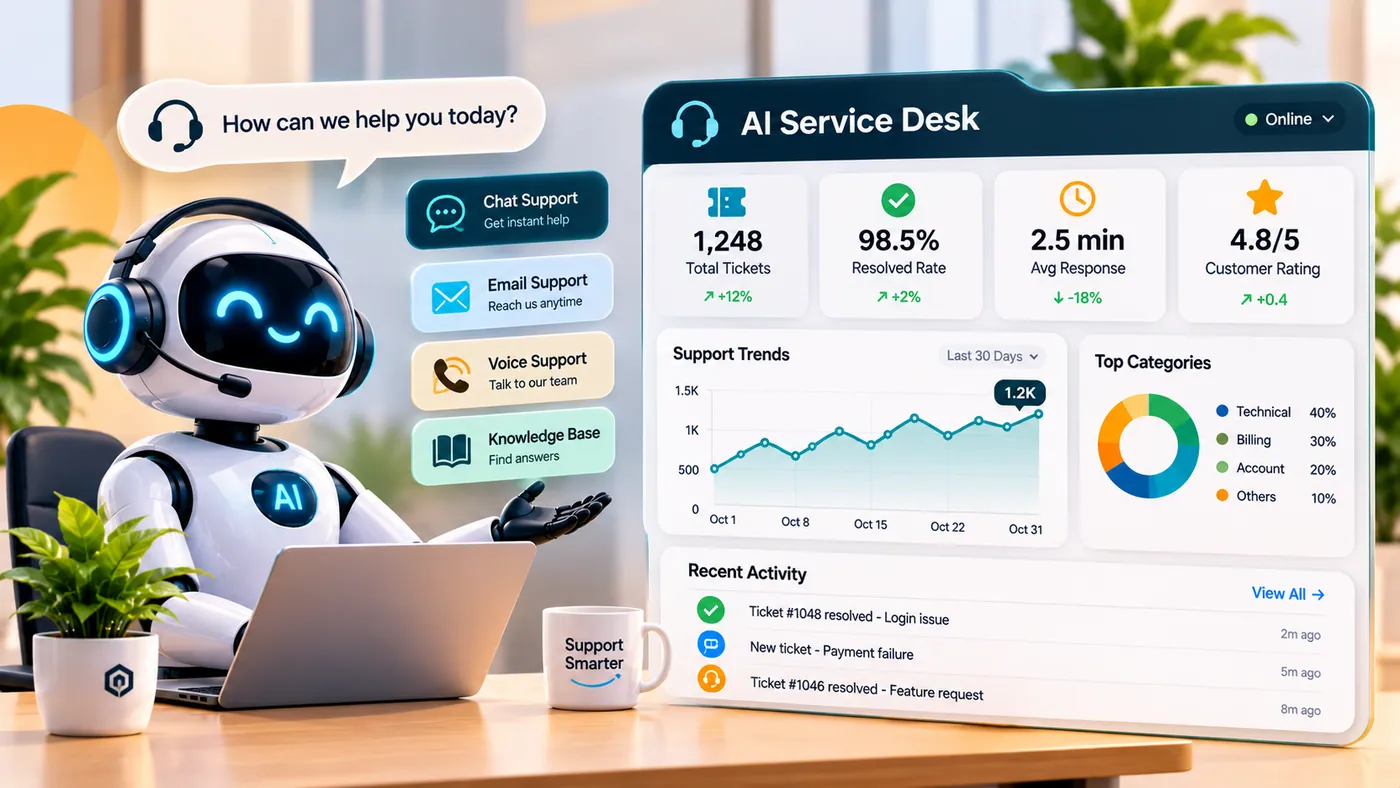 How can we help you today?
Chat Support
Get instant help
Email Support
Reach us anytime
Voice Support
Talk to our team
Knowledge Base
Find answers
AI
Support
Smarter
AI Service Desk
Online
1,248
Total Tickets
+12%
98.5%
Resolved Rate
+2%
2.5 min
Avg Response
-18%
4.8/5
Customer Rating
+0.4
Support Trends
Last 30 Days
1.5K
1K
500
0
1.2K
Oct 1
Oct 8
Oct 15
Oct 22
Oct 31
Top Categories
Technical 40%
Billing 30%
Account 20%
Others 10%
Recent Activity
View All
Ticket #1048 resolved - Login issue
2m ago
New ticket - Payment failure
5m ago
Ticket #1046 resolved - Feature request
8m ago